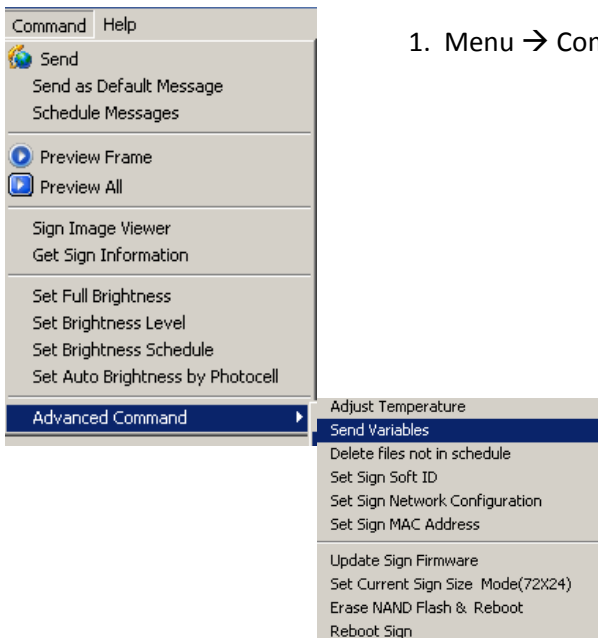 Command Help
1. Menu → Com
Send
Send as Default Message
Schedule Messages
Preview Frame
Preview All
Sign Image Viewer
Get Sign Information
Set Full Brightness
Set Brightness Level
Set Brightness Schedule
Set Auto Brightness by Photocell
Advanced Command
Adjust Temperature
Send Variables
Delete files not in schedule
Set Sign Soft ID
Set Sign Network Configuration
Set Sign MAC Address
Update Sign Firmware
Set Current Sign Size Mode(72X24)
Erase NAND Flash & Reboot
Reboot Sign